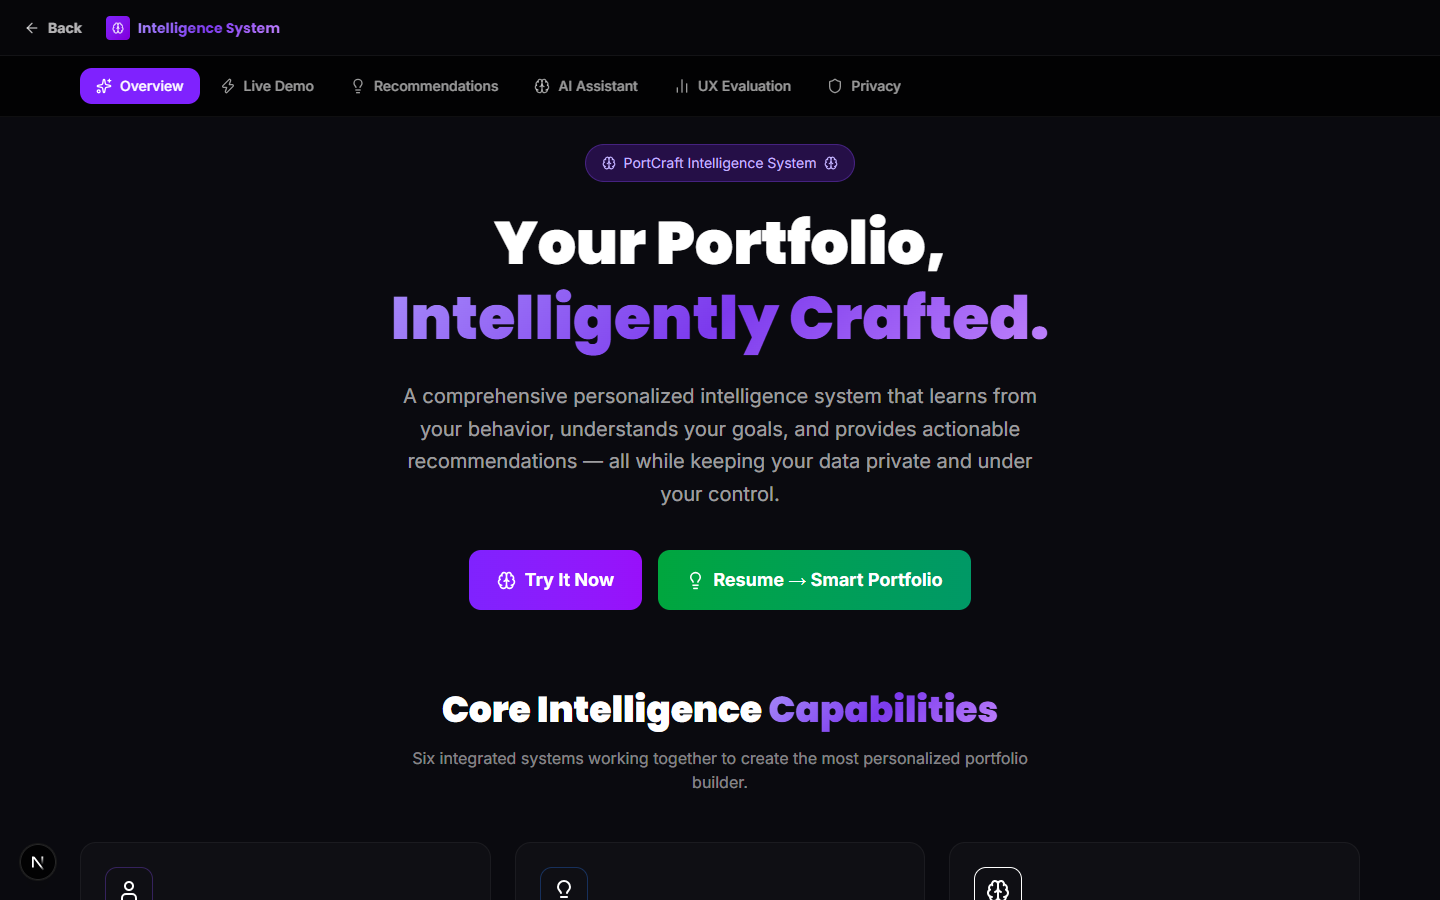 Back
Intelligence System
Overview
Live Demo
Recommendations
AI Assistant
UX Evaluation
Privacy
PortCraft Intelligence System
Your Portfolio,
Intelligently Crafted.
A comprehensive personalized intelligence system that learns from
your behavior, understands your goals, and provides actionable
recommendations — all while keeping your data private and under
your control.
Try It Now
Resume → Smart Portfolio
Core Intelligence Capabilities
Six integrated systems working together to create the most personalized portfolio
builder.
N